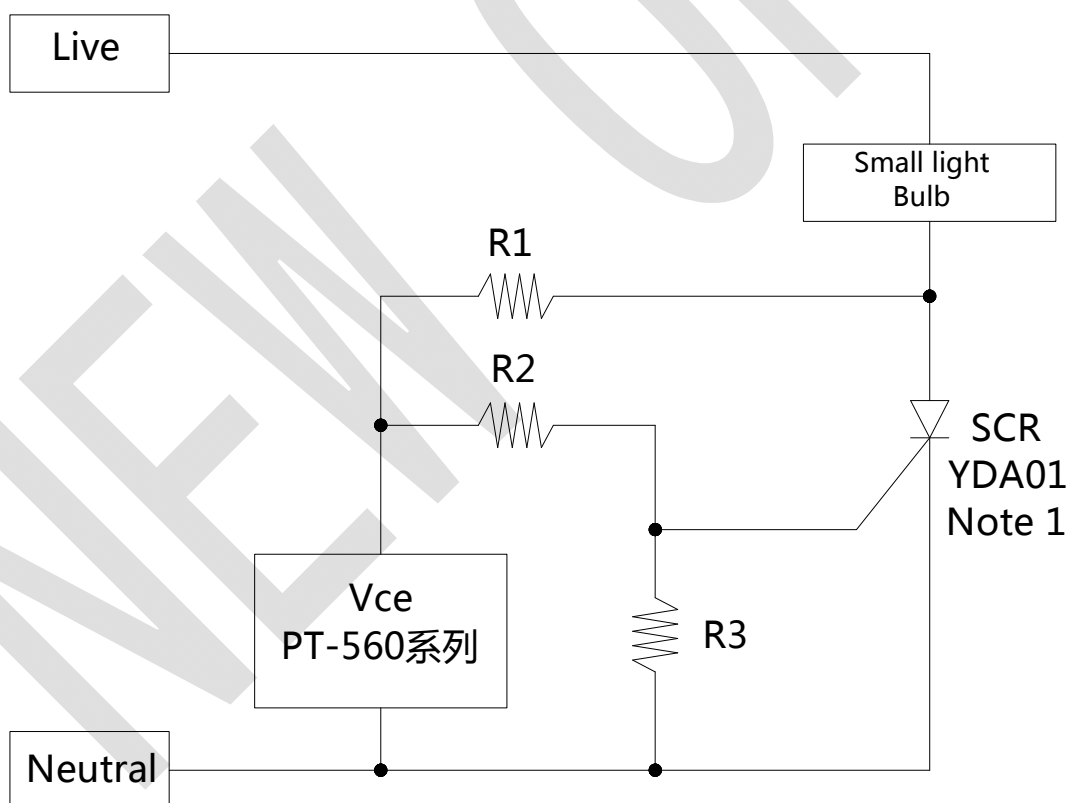 Live
Small light
Bulb
R1
R2
SCR
YDA01
Note 1
Vce
PT-560系列
R3
Neutral
NEW